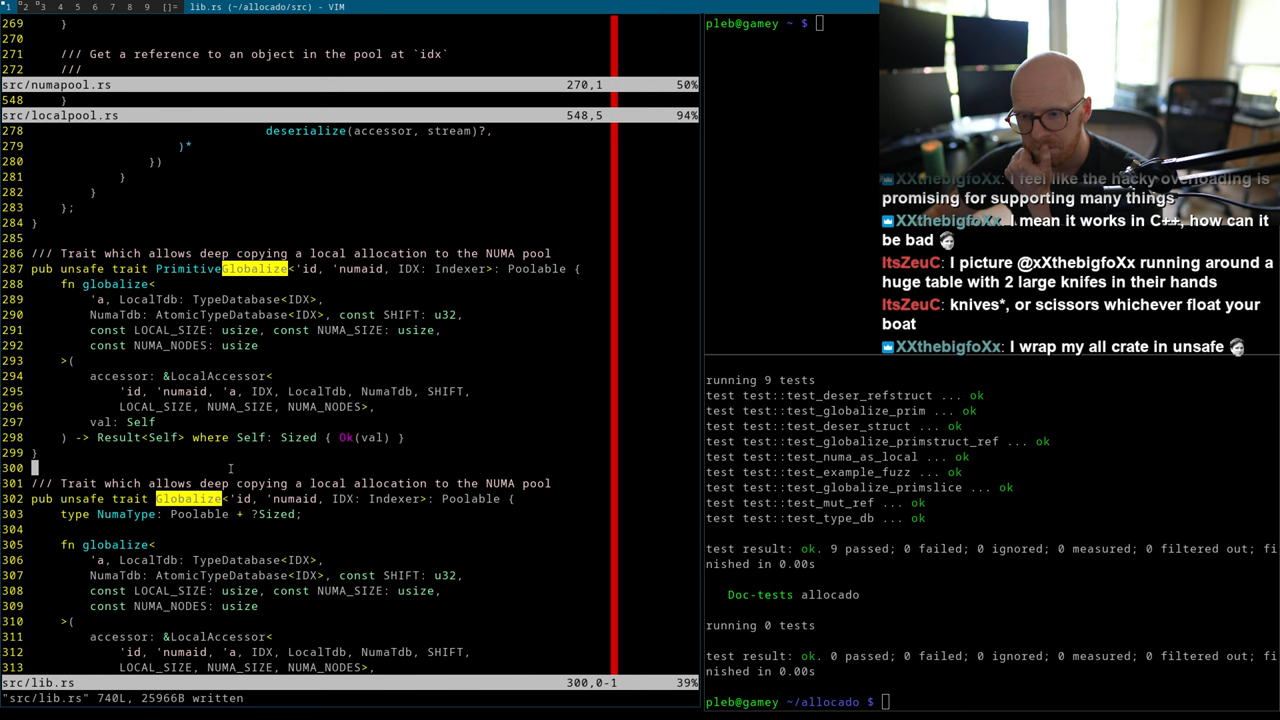 1 2 3 4 5 6 7 8 9 []= lib.rs (~/allocado/src) - VIM
269     }
270
271     /// Get a reference to an object in the pool at `idx`
272     ///
src/numapool.rs 270,1 50%
548     }
src/localpool.rs 548,5 94%
278                         deserialize(accessor, stream)?,
279                     )*
280                 })
281             }
282         }
283     };
284 }
285
286 /// Trait which allows deep copying a local allocation to the NUMA pool
287 pub unsafe trait PrimitiveGlobalize<'id, 'numaid, IDX: Indexer>: Poolable {
288     fn globalize<
289         'a, LocalTdb: TypeDatabase<IDX>,
290         NumaTdb: AtomicTypeDatabase<IDX>, const SHIFT: u32,
291         const LOCAL_SIZE: usize, const NUMA_SIZE: usize,
292         const NUMA_NODES: usize
293     >(
294         accessor: &LocalAccessor<
295             'id, 'numaid, 'a, IDX, LocalTdb, NumaTdb, SHIFT,
296             LOCAL_SIZE, NUMA_SIZE, NUMA_NODES>,
297         val: Self
298     ) -> Result<Self> where Self: Sized { Ok(val) }
299 }
300
301 /// Trait which allows deep copying a local allocation to the NUMA pool
302 pub unsafe trait Globalize<'id, 'numaid, IDX: Indexer>: Poolable {
303     type NumaType: Poolable + ?Sized;
304
305     fn globalize<
306         'a, LocalTdb: TypeDatabase<IDX>,
307         NumaTdb: AtomicTypeDatabase<IDX>, const SHIFT: u32,
308         const LOCAL_SIZE: usize, const NUMA_SIZE: usize,
309         const NUMA_NODES: usize
310     >(
311         accessor: &LocalAccessor<
312             'id, 'numaid, 'a, IDX, LocalTdb, NumaTdb, SHIFT,
313             LOCAL_SIZE, NUMA_SIZE, NUMA_NODES>,
src/lib.rs 300,0-1 39%
"src/lib.rs" 740L, 25966B written
pleb@gamey ~ $
XXthebigfoXx: I feel like the hacky overloading is
promising for supporting many things
XXthebigfoXx: I mean it works in C++, how can it
be bad
ItsZeuC: I picture @xXthebigfoXx running around a
huge table with 2 large knifes in their hands
ItsZeuC: knives*, or scissors whichever float your
boat
XXthebigfoXx: I wrap my all crate in unsafe
running 9 tests
test test::test_deser_refstruct ... ok
test test::test_globalize_prim ... ok
test test::test_deser_struct ... ok
test test::test_globalize_primstruct_ref ... ok
test test::test_numa_as_local ... ok
test test::test_example_fuzz ... ok
test test::test_globalize_primslice ... ok
test test::test_mut_ref ... ok
test test::test_type_db ... ok
test result: ok. 9 passed; 0 failed; 0 ignored; 0 measured; 0 filtered out; fi
nished in 0.00s
Doc-tests allocado
running 0 tests
test result: ok. 0 passed; 0 failed; 0 ignored; 0 measured; 0 filtered out; fi
nished in 0.00s
pleb@gamey ~/allocado $